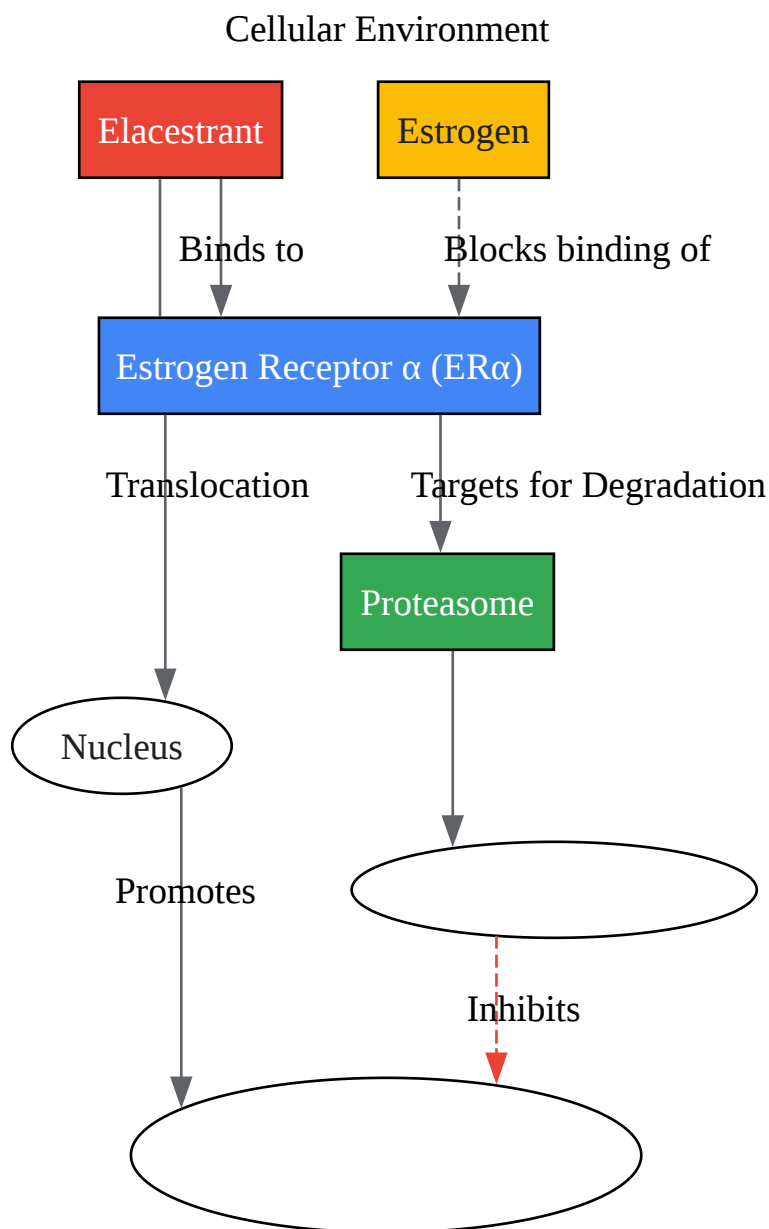 Cellular Environment
Elacestrant
Estrogen
Binds to
Blocks binding of
Estrogen Receptor α (ERα)
Translocation
Targets for Degradation
Proteasome
Nucleus
Promotes
Inhibits